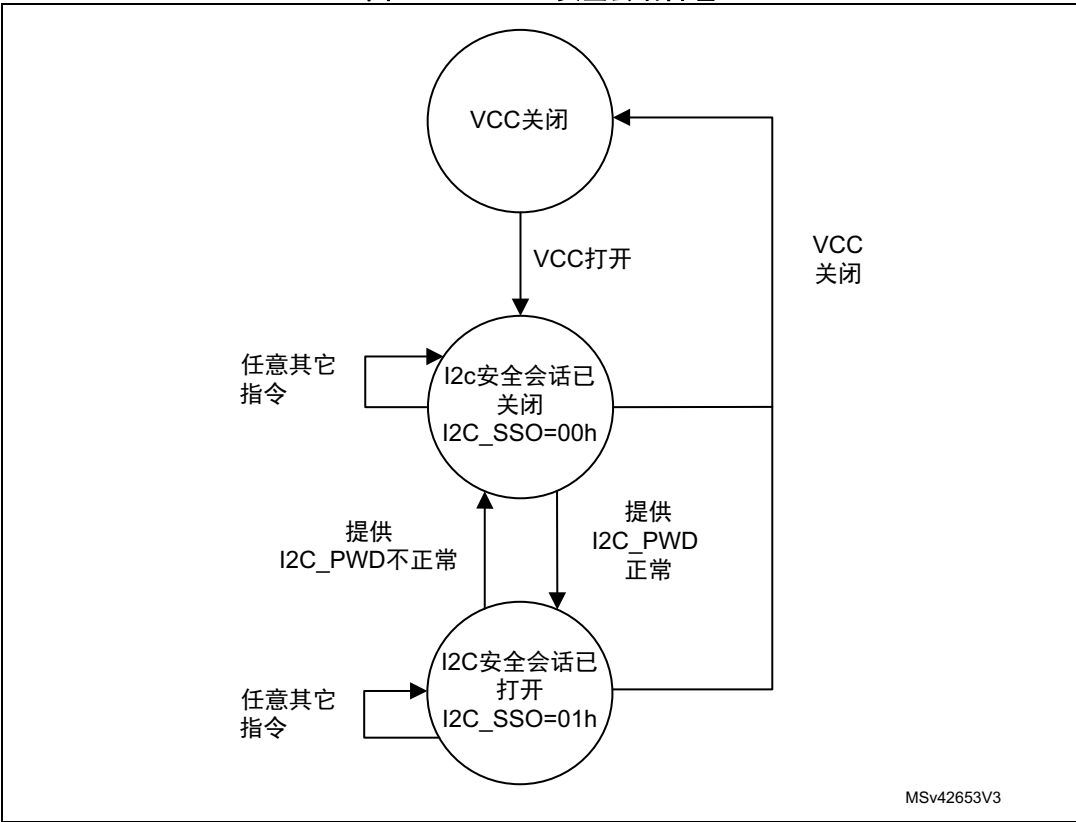 VCC关闭
VCC打开
VCC
关闭
任意其它
指令
I2c安全会话已
关闭
I2C_SSO=00h
提供
I2C_PWD不正常
提供
I2C_PWD
正常
I2C安全会话已
打开
I2C_SSO=01h
任意其它
指令
MSv42653V3